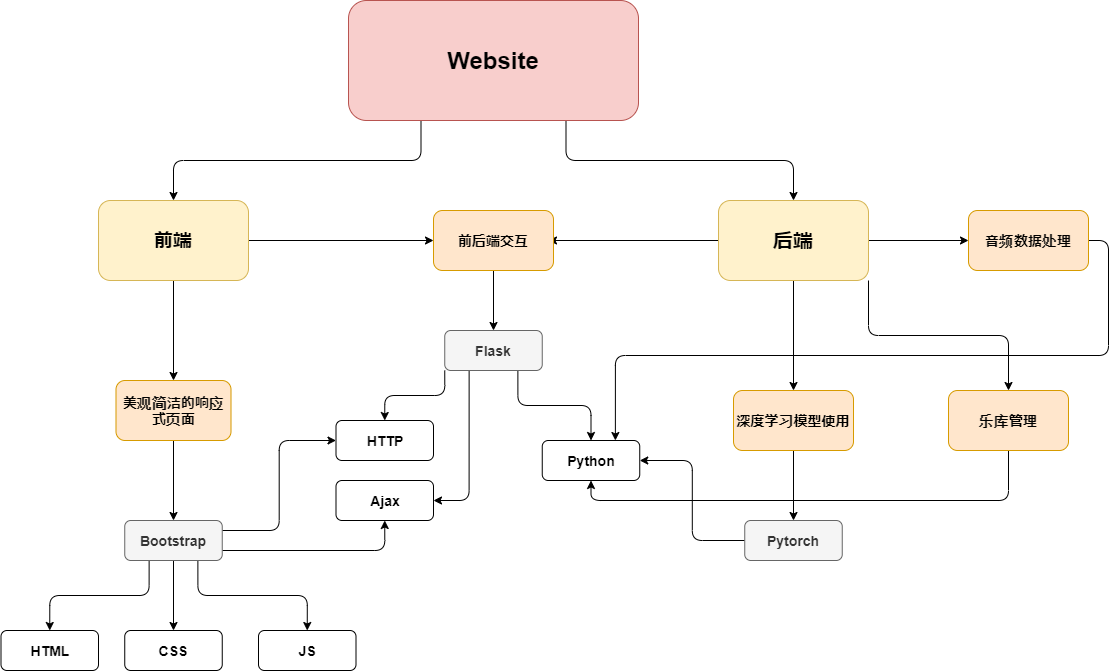 Website
前端
前后端交互
后端
音频数据处理
Flask
美观简洁的响应
式页面
HTTP
深度学习模型使用
乐库管理
Python
Ajax
Bootstrap
Pytorch
HTML
CSS
JS